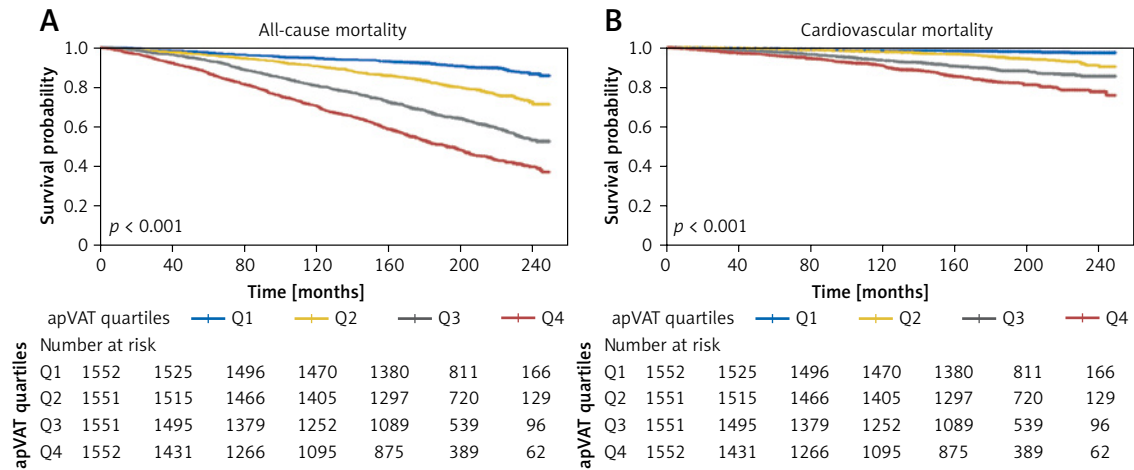 A
All-cause mortality
Survival probability
1.0
0.8
0.6
0.4
0.2
0
p < 0.001
0 40 80 120 160 200 240
Time [months]
apVAT quartiles Q1 Q2 Q3 Q4
Number at risk
apVAT quartiles
Q1 1552 1525 1496 1470 1380 811 166
Q2 1551 1515 1466 1405 1297 720 129
Q3 1551 1495 1379 1252 1089 539 96
Q4 1552 1431 1266 1095 875 389 62
B
Cardiovascular mortality
Survival probability
1.0
0.8
0.6
0.4
0.2
0
p < 0.001
0 40 80 120 160 200 240
Time [months]
apVAT quartiles Q1 Q2 Q3 Q4
Number at risk
apVAT quartiles
Q1 1552 1525 1496 1470 1380 811 166
Q2 1551 1515 1466 1405 1297 720 129
Q3 1551 1495 1379 1252 1089 539 96
Q4 1552 1431 1266 1095 875 389 62